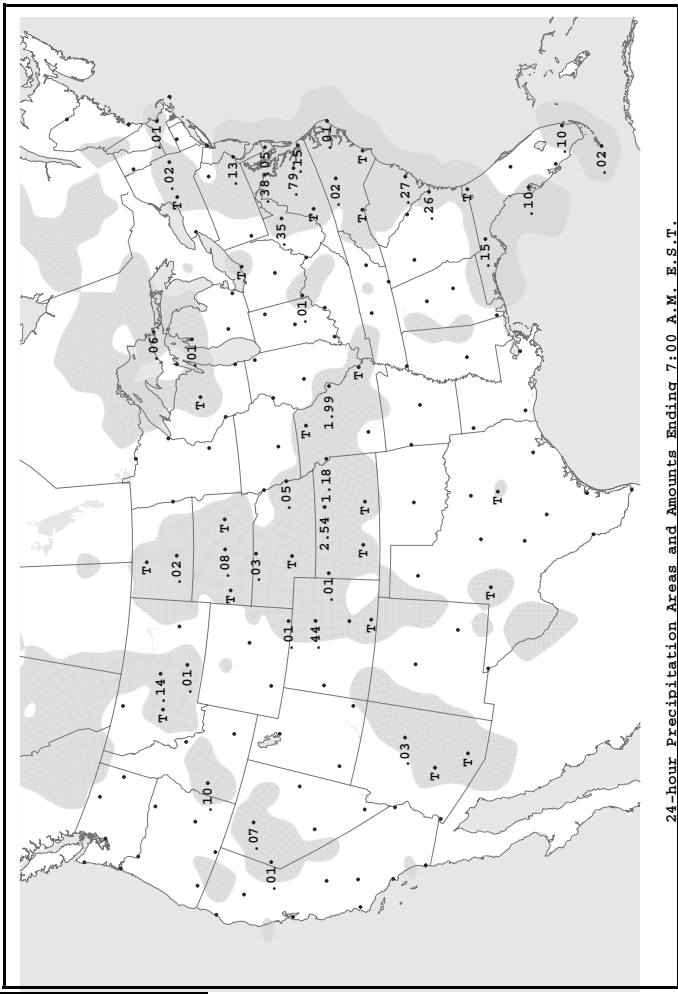 T
.06
.01
T
.14
.02
.02
T
.01
.01
T
.10
.08
T
T
.13
T
.07
.03
.38
.05
.01
.35
.05
.01
T
.79
.15
.01
T
T
.44
2.54
1.18
.01
.01
1.99
.02
T
T
T
T
T
T
.03
.27
.26
T
T
T
.15
T
T
.10
.10
.02
24-hour Precipitation Areas and Amounts Ending 7:00 A.M. E.S.T.